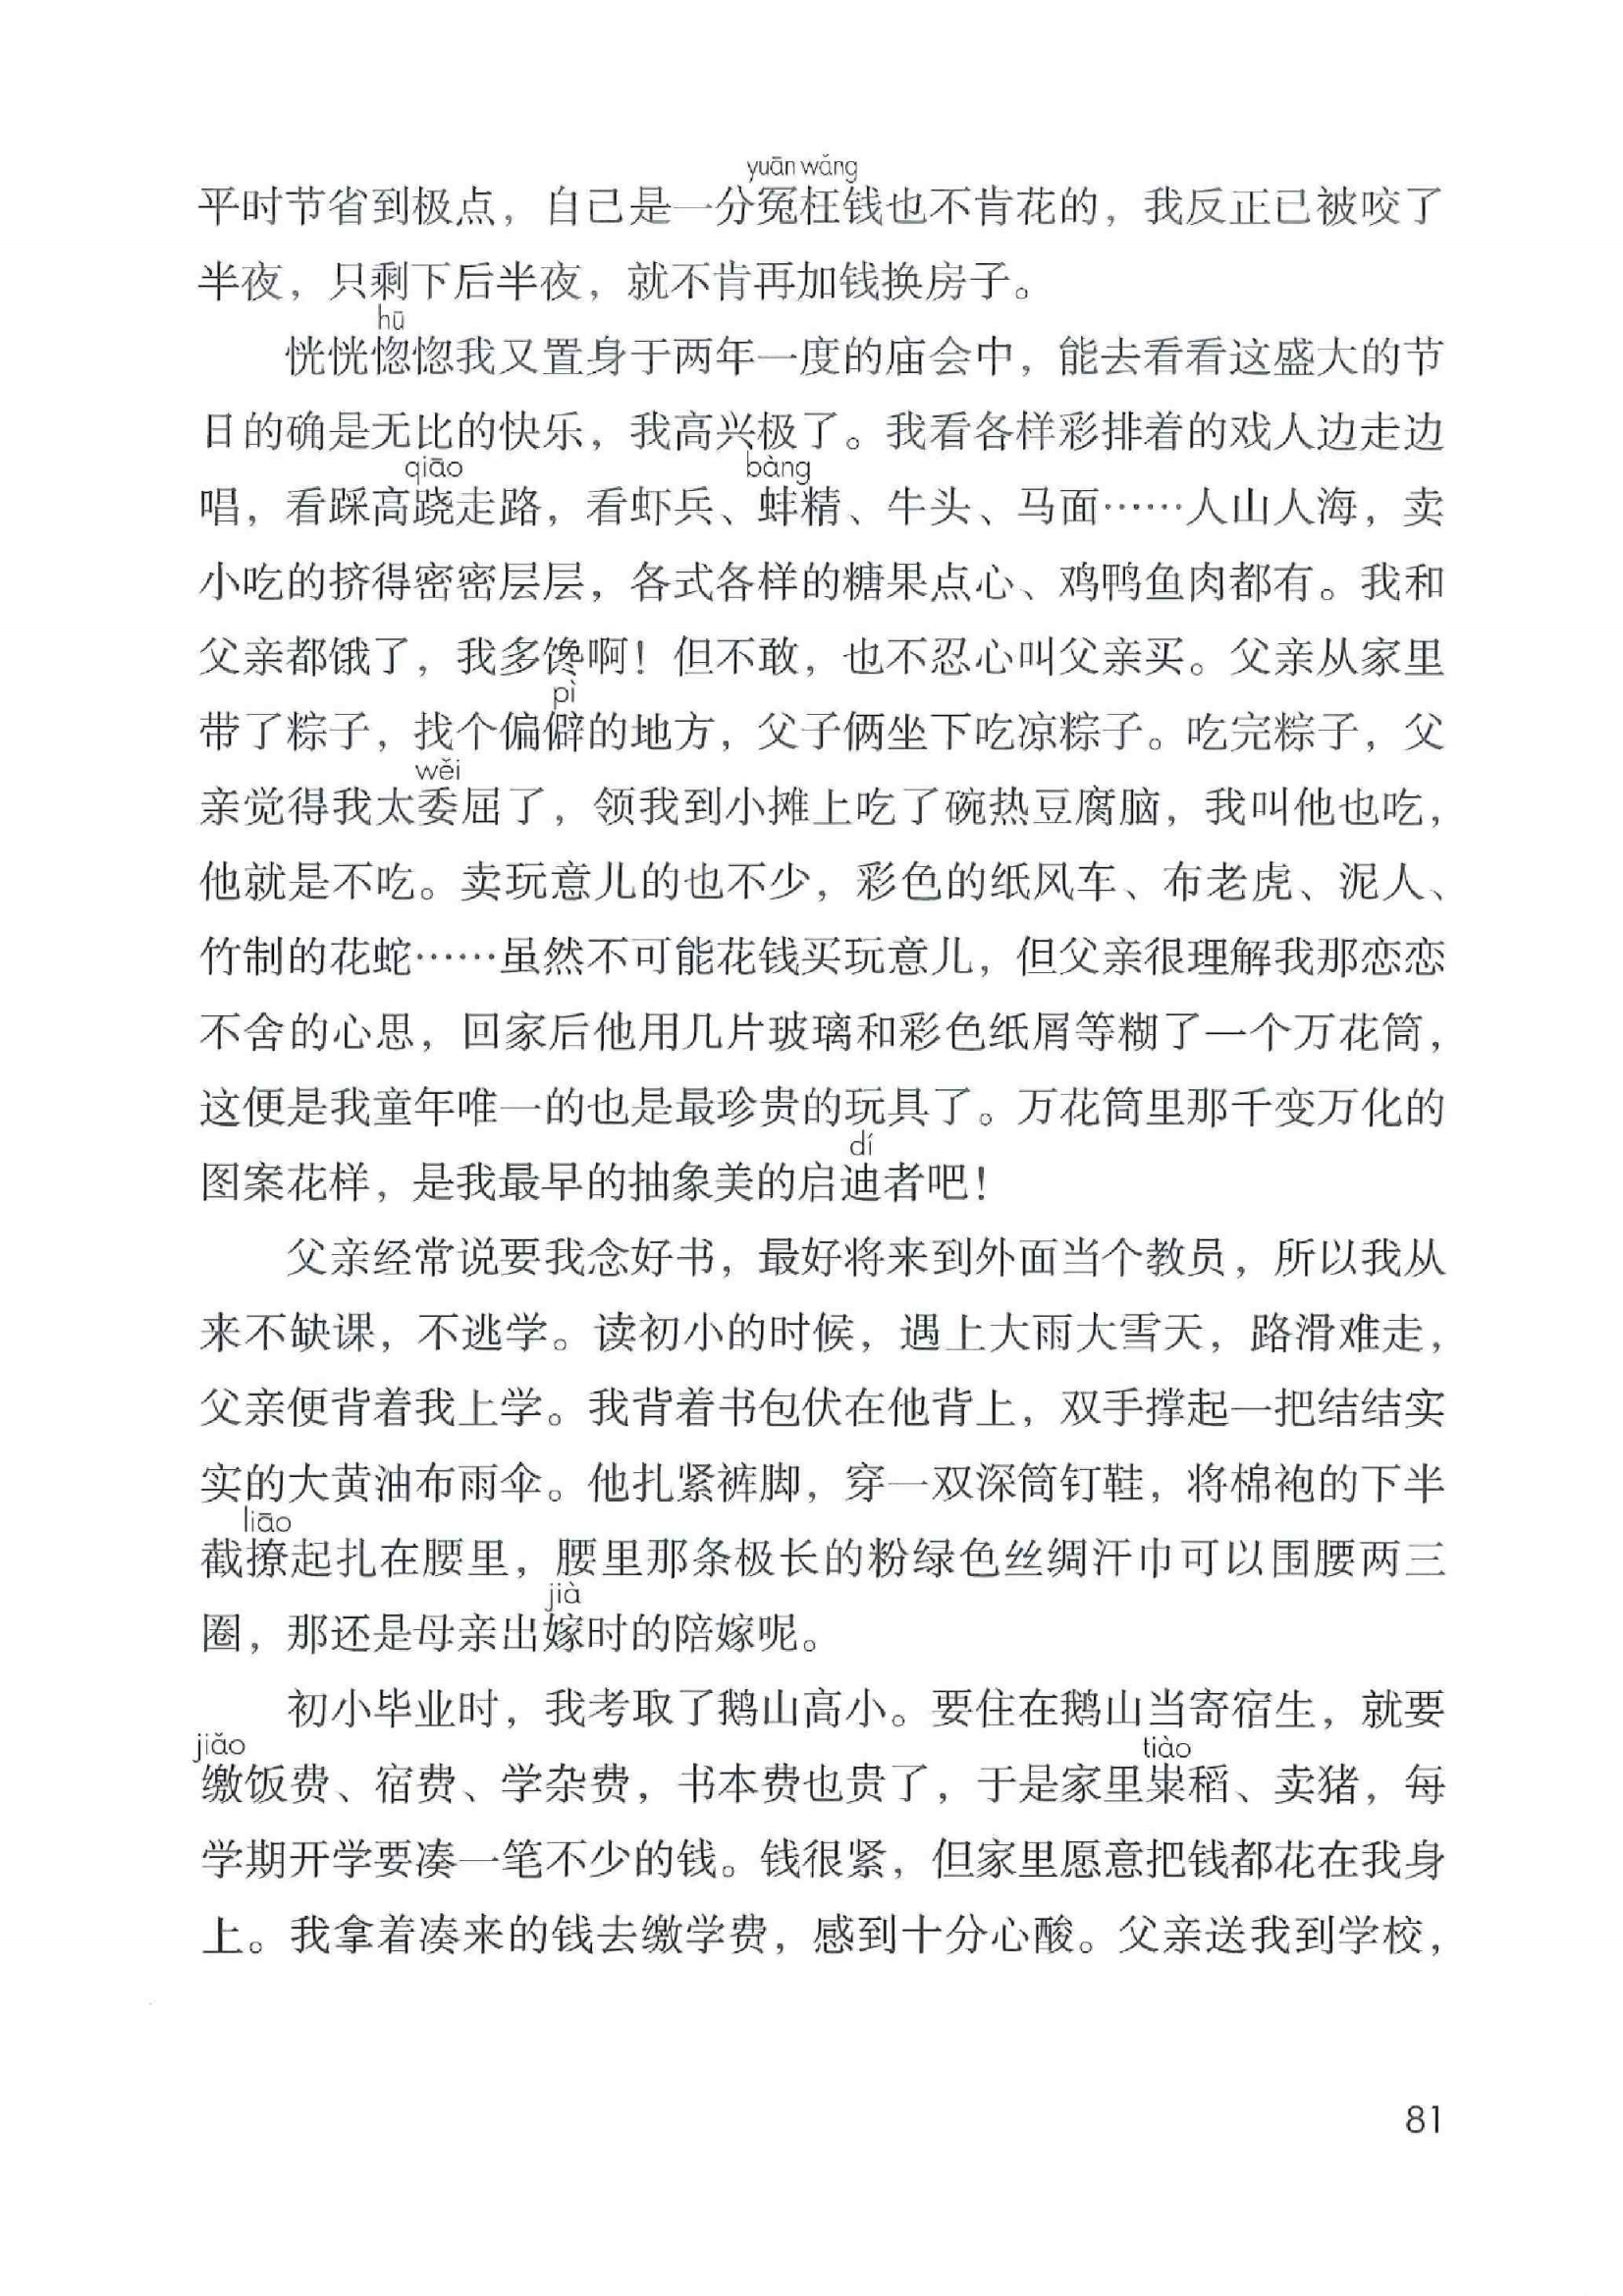 yuān wǎng
平时节省到极点，自己是一分冤枉钱也不肯花的，我反正已被咬了
半夜，只剩下后半夜，就不肯再加钱换房子。
hū
恍恍惚惚我又置身于两年一度的庙会中，能去看看这盛大的节
日的确是无比的快乐，我高兴极了。我看各样彩排着的戏人边走边
qiāo bàng
唱，看踩高跷走路，看虾兵、蚌精、牛头、马面……人山人海，卖
小吃的挤得密密层层，各式各样的糖果点心、鸡鸭鱼肉都有。我和
父亲都饿了，我多馋啊！但不敢，也不忍心叫父亲买。父亲从家里
pì
带了粽子，找个偏僻的地方，父子俩坐下吃凉粽子。吃完粽子，父
wěi
亲觉得我太委屈了，领我到小摊上吃了碗热豆腐脑，我叫他也吃，
他就是不吃。卖玩意儿的也不少，彩色的纸风车、布老虎、泥人、
竹制的花蛇……虽然不可能花钱买玩意儿，但父亲很理解我那恋恋
不舍的心思，回家后他用几片玻璃和彩色纸屑等糊了一个万花筒，
这便是我童年唯一的也是最珍贵的玩具了。万花筒里那千变万化的
dí
图案花样，是我最早的抽象美的启迪者吧！
父亲经常说要我念好书，最好将来到外面当个教员，所以我从
来不缺课，不逃学。读初小的时候，遇上大雨大雪天，路滑难走，
父亲便背着我上学。我背着书包伏在他背上，双手撑起一把结结实
实的大黄油布雨伞。他扎紧裤脚，穿一双深筒钉鞋，将棉袍的下半
liāo
截撩起扎在腰里，腰里那条极长的粉绿色丝绸汗巾可以围腰两三
jià
圈，那还是母亲出嫁时的陪嫁呢。
初小毕业时，我考取了鹅山高小。要住在鹅山当寄宿生，就要
jiǎo tiào
缴饭费、宿费、学杂费，书本费也贵了，于是家里粜稻、卖猪，每
学期开学要凑一笔不少的钱。钱很紧，但家里愿意把钱都花在我身
上。我拿着凑来的钱去缴学费，感到十分心酸。父亲送我到学校，
81